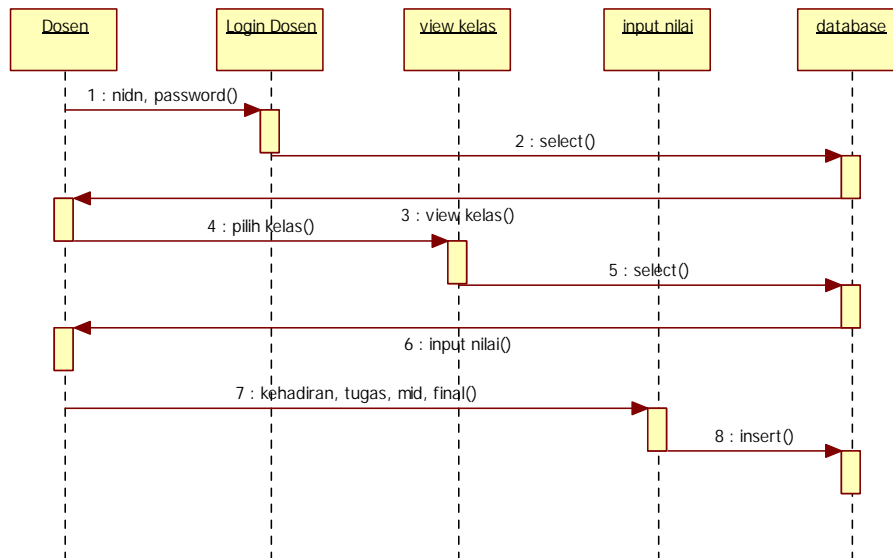 Dosen
Login Dosen
view kelas
input nilai
database
1 : nidn, password()
2 : select()
3 : view kelas()
4 : pilih kelas()
5 : select()
6 : input nilai()
7 : kehadiran, tugas, mid, final()
8 : insert()